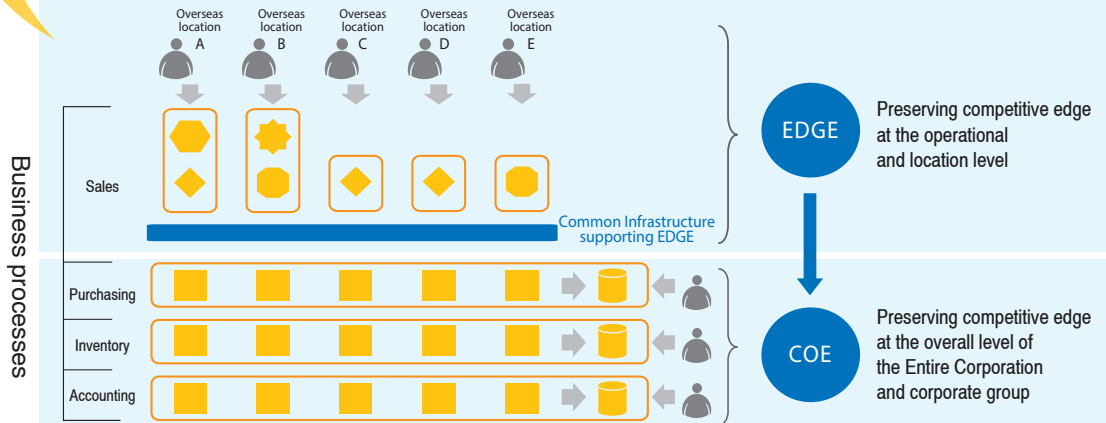 Overseas
location
A
Overseas
location
B
Overseas
location
C
Overseas
location
D
Overseas
location
E
Business processes
Sales
Common Infrastructure
supporting EDGE
EDGE
Preserving competitive edge
at the operational
and location level
Purchasing
Inventory
Accounting
COE
Preserving competitive edge
at the overall level of
the Entire Corporation
and corporate group